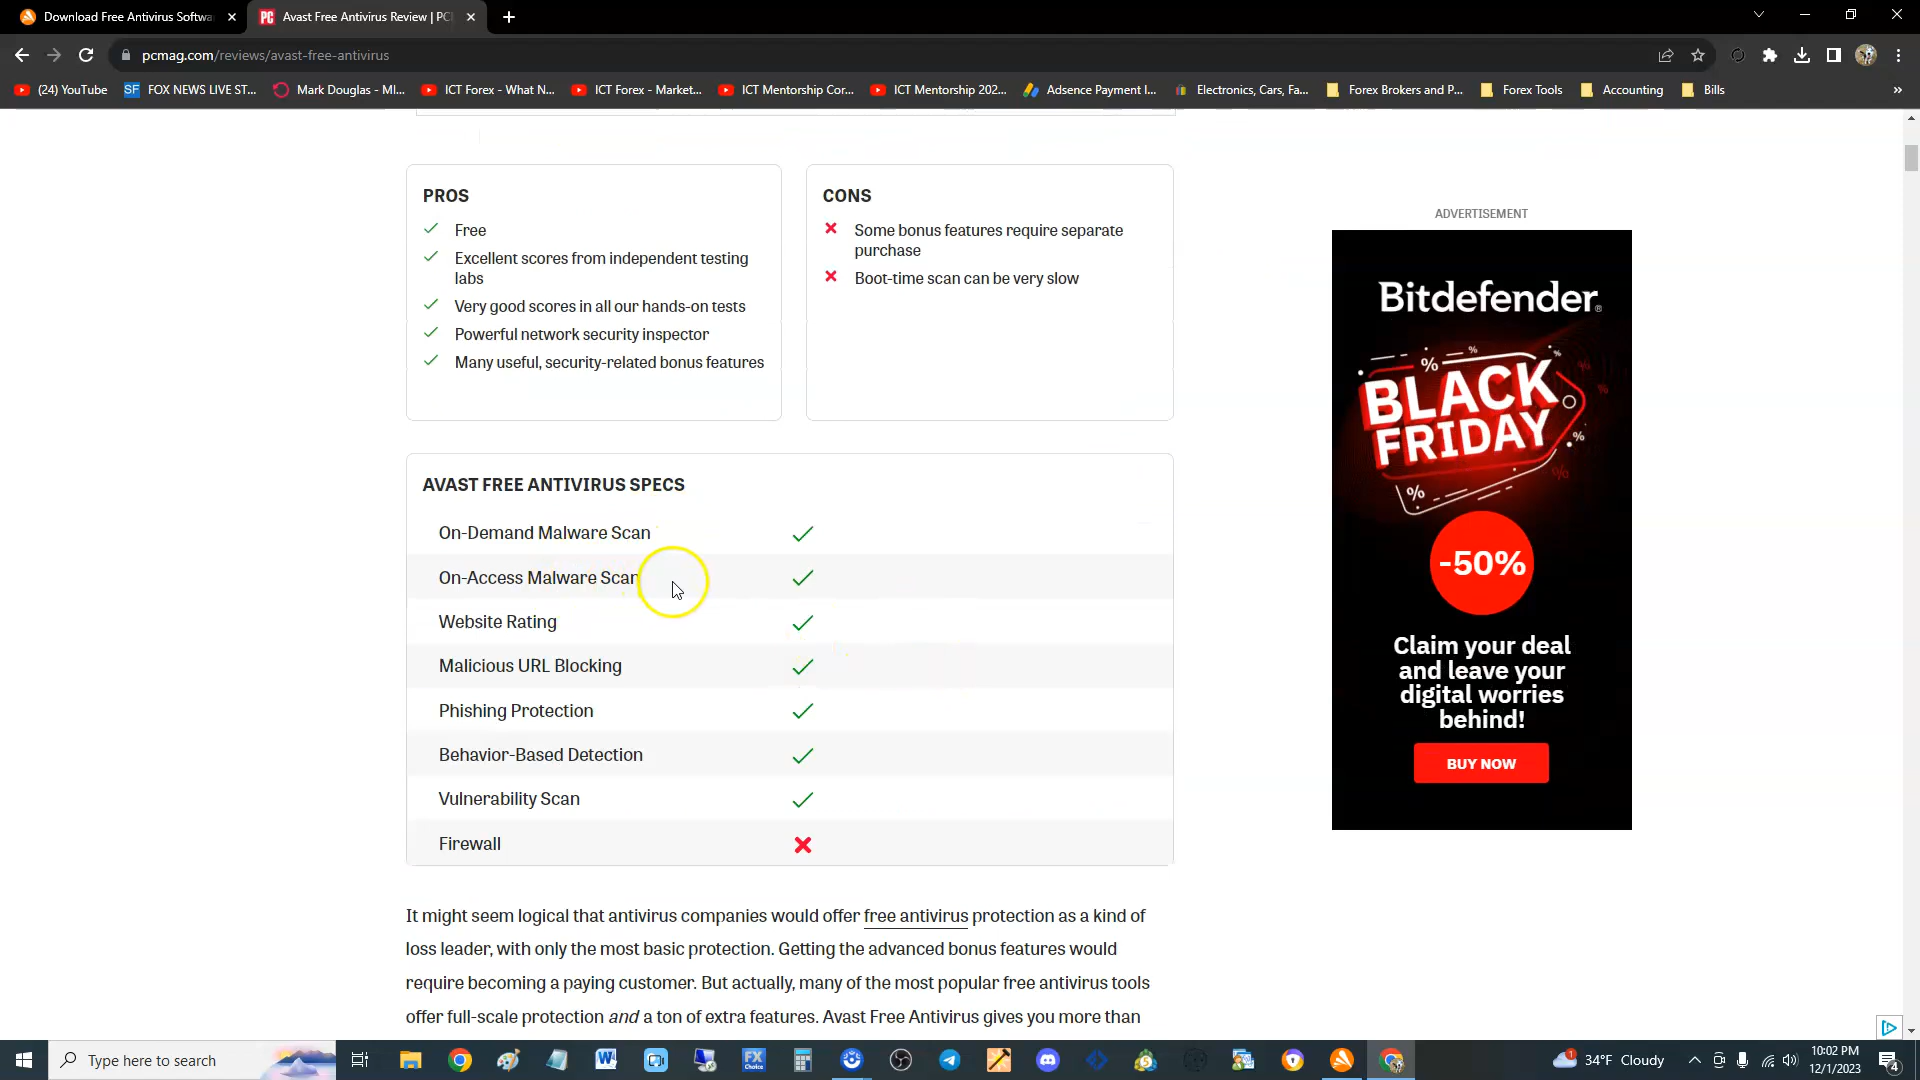 Download Free Antivirus Softwa
Avast Free Antivirus Review | PC
pcmag.com/reviews/avast-free-antivirus
(24) YouTube
FOX NEWS LIVE ST...
Mark Douglas - MI...
ICT Forex - What N...
ICT Forex - Market...
ICT Mentorship Cor...
ICT Mentorship 202...
Adsence Payment I...
Electronics, Cars, Fa...
Forex Brokers and P...
Forex Tools
Accounting
Bills
»
PROS
Free
Excellent scores from independent testing
labs
Very good scores in all our hands-on tests
Powerful network security inspector
Many useful, security-related bonus features
CONS
Some bonus features require separate
purchase
Boot-time scan can be very slow
AVAST FREE ANTIVIRUS SPECS
On-Demand Malware Scan
On-Access Malware Scan
Website Rating
Malicious URL Blocking
Phishing Protection
Behavior-Based Detection
Vulnerability Scan
Firewall
It might seem logical that antivirus companies would offer free antivirus protection as a kind of
loss leader, with only the most basic protection. Getting the advanced bonus features would
require becoming a paying customer. But actually, many of the most popular free antivirus tools
offer full-scale protection and a ton of extra features. Avast Free Antivirus gives you more than
ADVERTISEMENT
Bitdefender®
BLACK
FRIDAY
-50%
Claim your deal
and leave your
digital worries
behind!
BUY NOW
Type here to search
34°F Cloudy
10:02 PM
12/1/2023
4